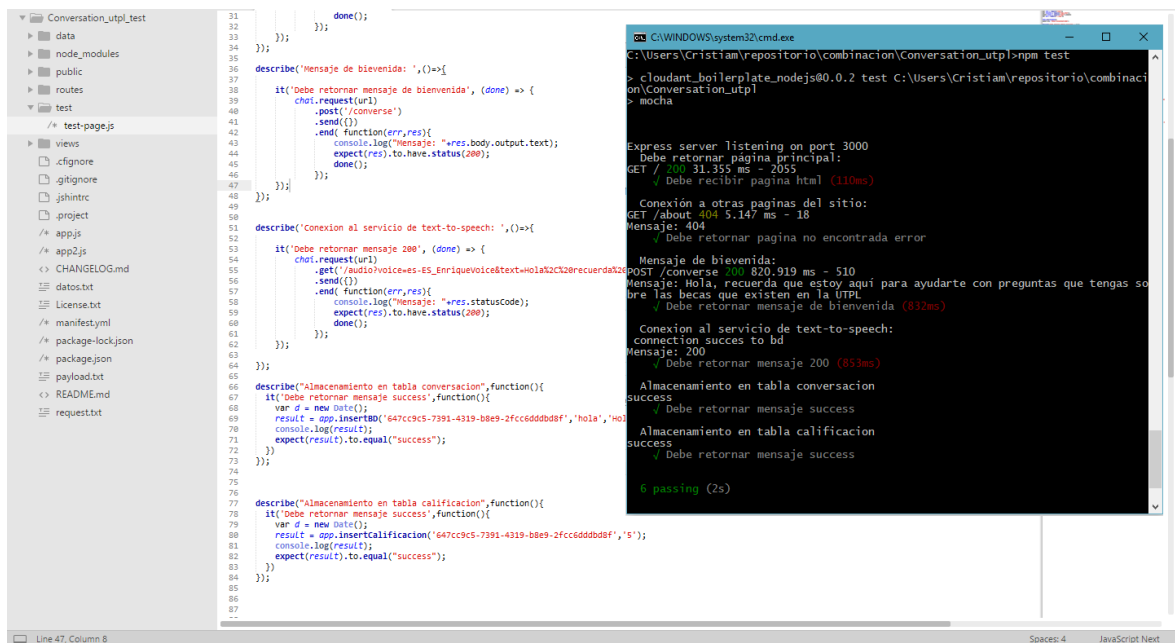 Conversation_utpl_test
data
node_modules
public
routes
test
/* test-page.js
views
.cfignore
.gitignore
.jshintrc
.project
/* app.js
/* app2.js
<> CHANGELOG.md
datos.txt
License.txt
/* manifest.yml
/* package-lock.json
/* package.json
payload.txt
<> README.md
request.txt
31 done();
32 });
33 });
34 });
35
36 describe('Mensaje de bievenida: ',()=>{
37
38 it('Debe retornar mensaje de bienvenida', (done) => {
39 chai.request(url)
40 .post('/converse')
41 .send({})
42 .end( function(err,res){
43 console.log("Mensaje: "+res.body.output.text);
44 expect(res).to.have.status(200);
45 done();
46 });
47 });
48 });
49
50
51 describe('Conexion al servicio de text-to-speech: ',()=>{
52
53 it('Debe retornar mensaje 200', (done) => {
54 chai.request(url)
55 .get('/audio?voice=es-ES_EnriqueVoice&text=Hola%2C%20recuerda%2
56 .send({})
57 .end( function(err,res){
58 console.log("Mensaje: "+res.statusCode);
59 expect(res).to.have.status(200);
60 done();
61 });
62 });
63
64 });
65
66 describe("Almacenamiento en tabla conversacion",function(){
67 it('Debe retornar mensaje success',function(){
68 var d = new Date();
69 result = app.insertBD('647cc9c5-7391-4319-b8e9-2fcc6dddbd8f','hola','Hol
70 console.log(result);
71 expect(result).to.equal("success");
72 })
73 });
74
75
76
77 describe("Almacenamiento en tabla calificacion",function(){
78 it('Debe retornar mensaje success',function(){
79 var d = new Date();
80 result = app.insertCalificacion('647cc9c5-7391-4319-b8e9-2fcc6dddbd8f','5');
81 console.log(result);
82 expect(result).to.equal("success");
83 })
84 });
85
86
87
C:\WINDOWS\system32\cmd.exe
C:\Users\Cristiam\repositorio\combinacion\Conversation_utpl>npm test
> cloudant_boilerplate_nodejs@0.0.2 test C:\Users\Cristiam\repositorio\combinaci
on\Conversation_utpl
> mocha
Express server listening on port 3000
Debe retornar página principal:
GET / 200 31.355 ms - 2055
√ Debe recibir pagina html (110ms)
Conexión a otras paginas del sitio:
GET /about 404 5.147 ms - 18
Mensaje: 404
√ Debe retornar pagina no encontrada error
Mensaje de bievenida:
POST /converse 200 820.919 ms - 510
Mensaje: Hola, recuerda que estoy aquí para ayudarte con preguntas que tengas so
bre las becas que existen en la UTPL
√ Debe retornar mensaje de bienvenida (832ms)
Conexion al servicio de text-to-speech:
connection succes to bd
Mensaje: 200
√ Debe retornar mensaje 200 (853ms)
Almacenamiento en tabla conversacion
success
√ Debe retornar mensaje success
Almacenamiento en tabla calificacion
success
√ Debe retornar mensaje success
6 passing (2s)
Line 47, Column 8
Spaces: 4
JavaScript Next